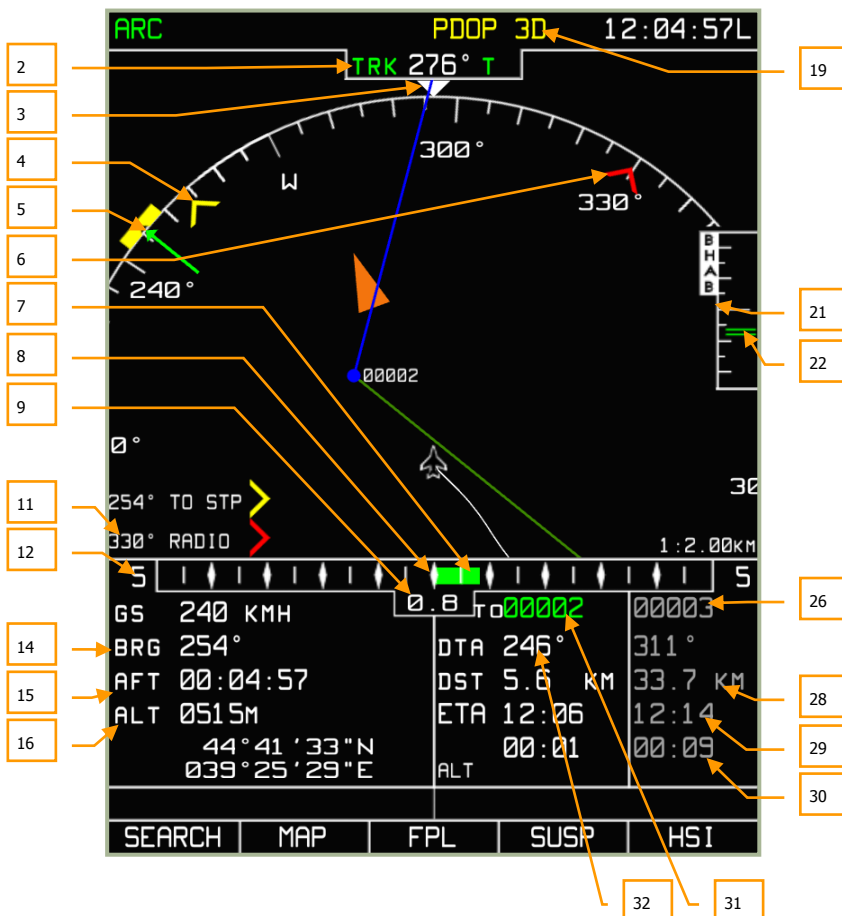 ARC PDOP 3D 12:04:57L
2 TRK 276° T 19
3
4 300°
W
5 330°
6 240° B H A B
7 21
8 22
9 00002
0°
30
11 254° TO STP
330° RADIO 1:2.00KM
12 5 5
0.8
GS 240 KMH TO 00002 00003 26
14 BRG 254° DTA 246° 311°
15 AFT 00:04:57 DST 5.6 KM 33.7 KM 28
16 ALT 0515M ETA 12:06 12:14 29
44°41'33"N 00:01 00:09
039°25'29"E ALT 30
SEARCH MAP FPL SUSP HSI
32 31